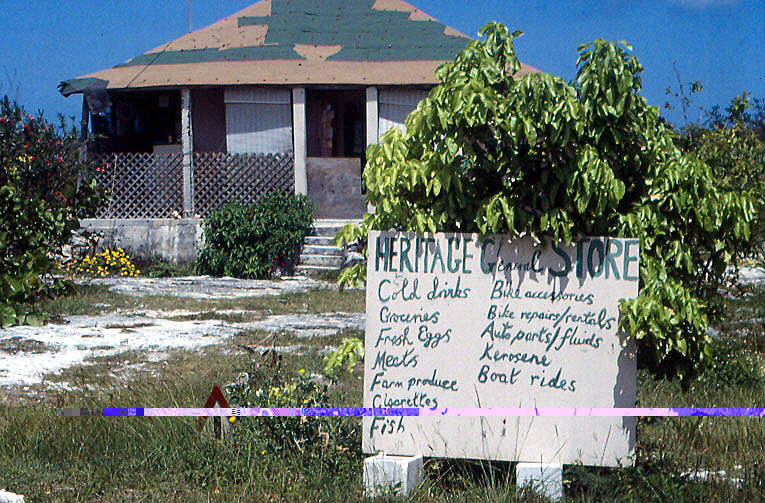 HERITAGE General STORE
Cold drinks
Groceries
Fresh Eggs
Meats
Farm produce
Cigarettes
Fish
Bike accessories
Bike repairs/rentals
Auto parts/fluids
Kerosene
Boat rides